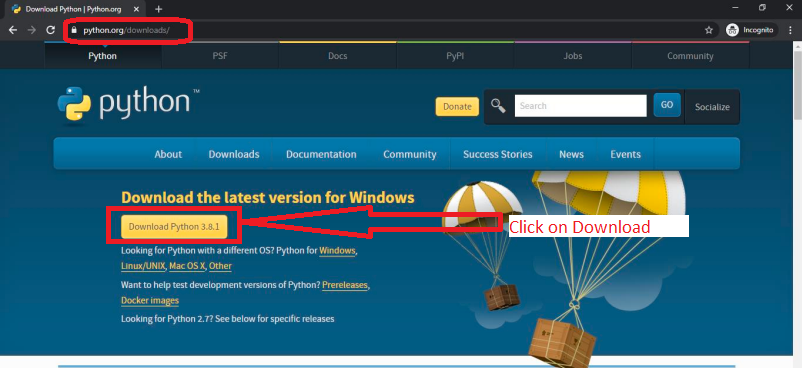 Download Python | Python.org
python.org/downloads/
Incognito
Python
PSF
Docs
PyPI
Jobs
Community
python™
Donate
Search
GO
Socialize
About
Downloads
Documentation
Community
Success Stories
News
Events
Download the latest version for Windows
Download Python 3.8.1
Click on Download
Looking for Python with a different OS? Python for Windows,
Linux/UNIX, Mac OS X, Other
Want to help test development versions of Python? Prereleases,
Docker images
Looking for Python 2.7? See below for specific releases